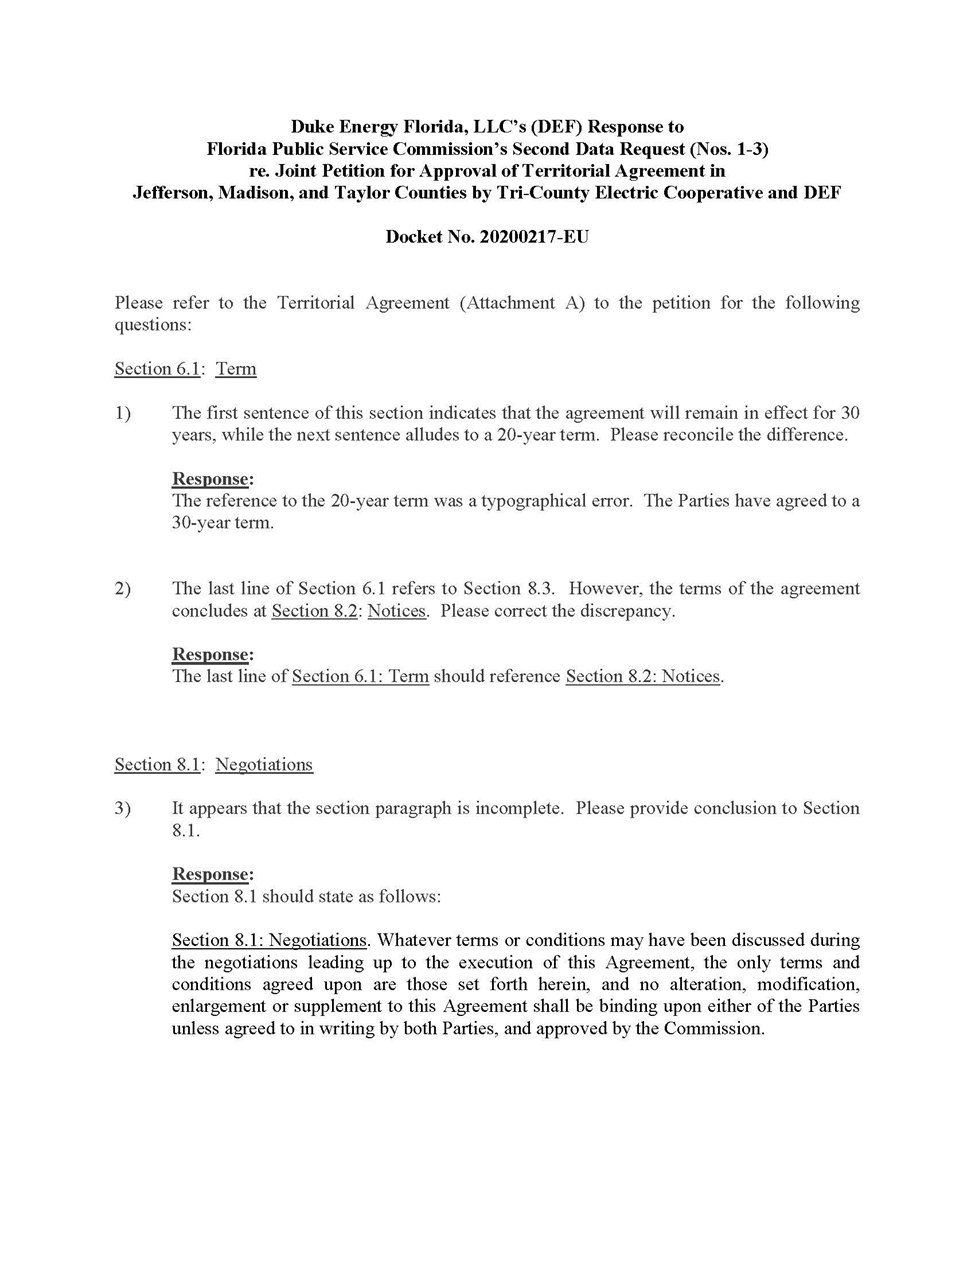 Duke Energy Florida, LLC’s (DEF) Response to
Florida Public Service Commission’s Second Data Request (Nos. 1-3)
re. Joint Petition for Approval of Territorial Agreement in
Jefferson, Madison, and Taylor Counties by Tri-County Electric Cooperative and DEF
Docket No. 20200217-EU
Please refer to the Territorial Agreement (Attachment A) to the petition for the following
questions:
Section 6.1: Term
1) The first sentence of this section indicates that the agreement will remain in effect for 30
years, while the next sentence alludes to a 20-year term. Please reconcile the difference.
Response:
The reference to the 20-year term was a typographical error. The Parties have agreed to a
30-year term.
2) The last line of Section 6.1 refers to Section 8.3. However, the terms of the agreement
concludes at Section 8.2: Notices. Please correct the discrepancy.
Response:
The last line of Section 6.1: Term should reference Section 8.2: Notices.
Section 8.1: Negotiations
3) It appears that the section paragraph is incomplete. Please provide conclusion to Section
8.1.
Response:
Section 8.1 should state as follows:
Section 8.1: Negotiations. Whatever terms or conditions may have been discussed during
the negotiations leading up to the execution of this Agreement, the only terms and
conditions agreed upon are those set forth herein, and no alteration, modification,
enlargement or supplement to this Agreement shall be binding upon either of the Parties
unless agreed to in writing by both Parties, and approved by the Commission.